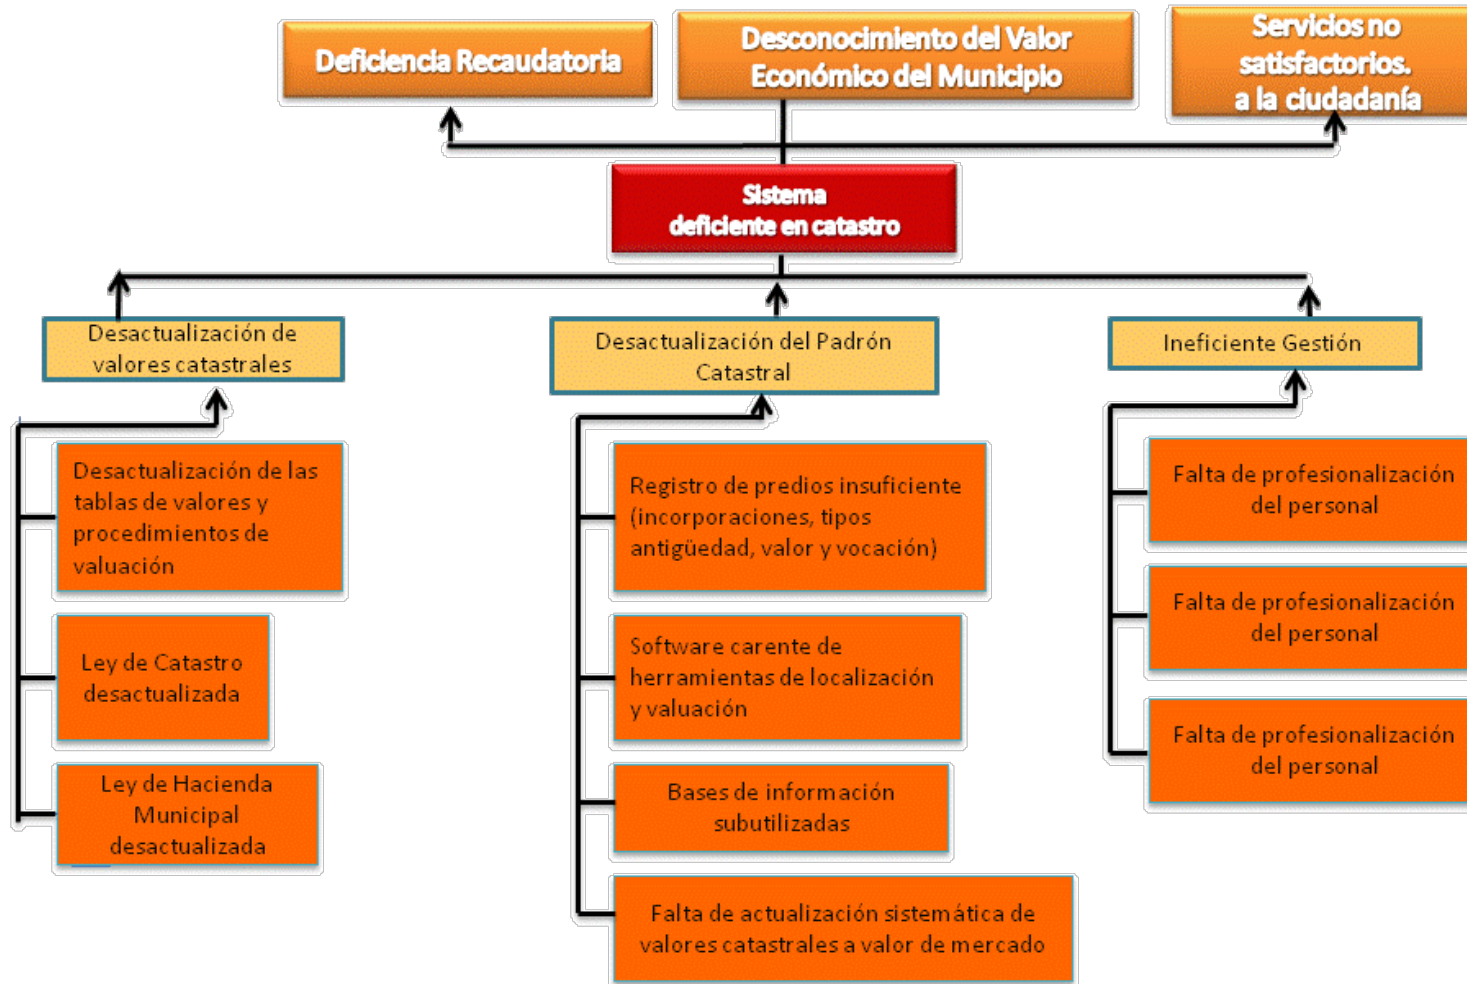 Deficiencia Recaudatoria
Desconocimiento del Valor
Económico del Municipio
Servicios no
satisfactorios.
a la ciudadanía
Sistema
deficiente en catastro
Desactualización de
valores catastrales
Desactualización del Padrón
Catastral
Ineficiente Gestión
Desactualización de las
tablas de valores y
procedimientos de
valuación
Ley de Catastro
desactualizada
Ley de Hacienda
Municipal
desactualizada
Registro de predios insuficiente
(incorporaciones, tipos
antigüedad, valor y vocación)
Software carente de
herramientas de localización
y valuación
Bases de información
subutilizadas
Falta de actualización sistemática de
valores catastrales a valor de mercado
Falta de profesionalización
del personal
Falta de profesionalización
del personal
Falta de profesionalización
del personal